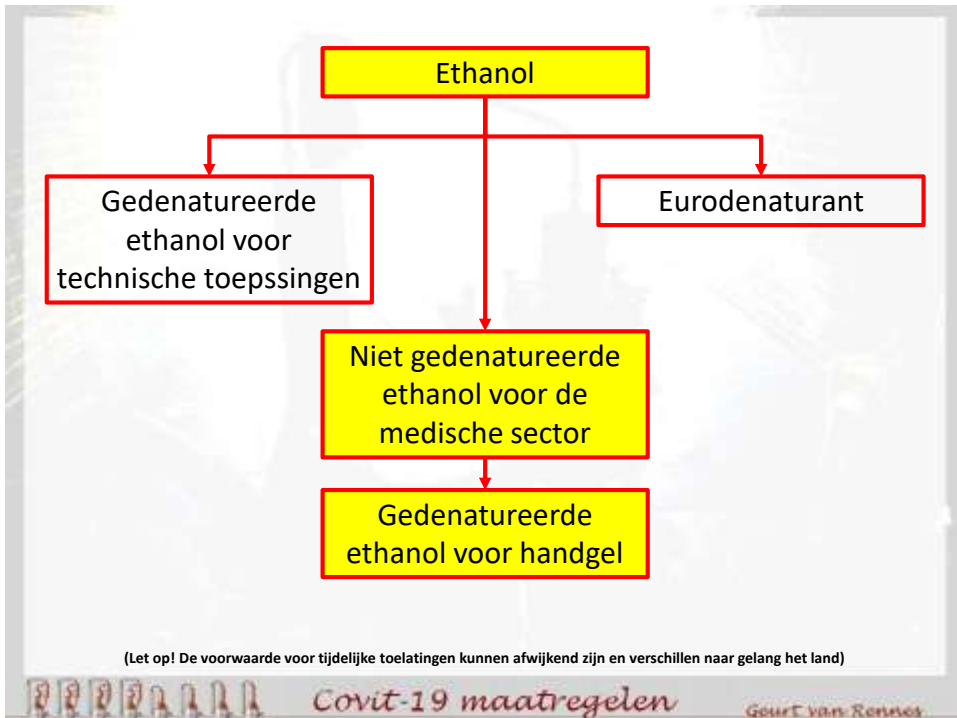 Ethanol
Gedenatureerde
ethanol voor
technische toepssingen
Eurodenaturant
Niet gedenatureerde
ethanol voor de
medische sector
Gedenatureerde
ethanol voor handgel
(Let op! De voorwaarde voor tijdelijke toelatingen kunnen afwijkend zijn en verschillen naar gelang het land)
Covit-19 maatregelen
Geurt van Rennes